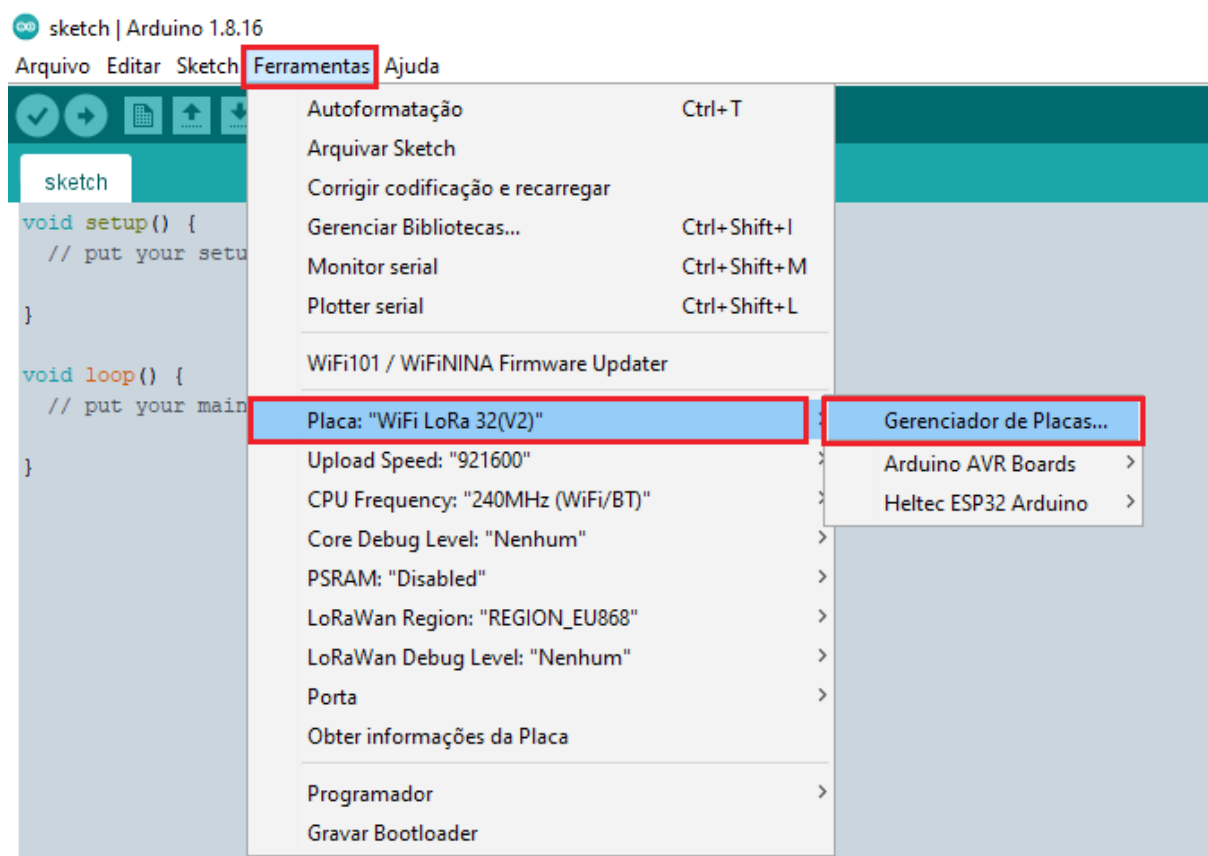 sketch | Arduino 1.8.16
Arquivo Editar Sketch Ferramentas Ajuda
sketch
void setup() {
// put your setu
}
void loop() {
// put your main
}
Autoformatação Ctrl+T
Arquivar Sketch
Corrigir codificação e recarregar
Gerenciar Bibliotecas... Ctrl+Shift+I
Monitor serial Ctrl+Shift+M
Plotter serial Ctrl+Shift+L
WiFi101 / WiFiNINA Firmware Updater
Placa: "WiFi LoRa 32(V2)"
Upload Speed: "921600"
CPU Frequency: "240MHz (WiFi/BT)"
Core Debug Level: "Nenhum"
PSRAM: "Disabled"
LoRaWan Region: "REGION_EU868"
LoRaWan Debug Level: "Nenhum"
Porta
Obter informações da Placa
Programador
Gravar Bootloader
Gerenciador de Placas...
Arduino AVR Boards
Heltec ESP32 Arduino